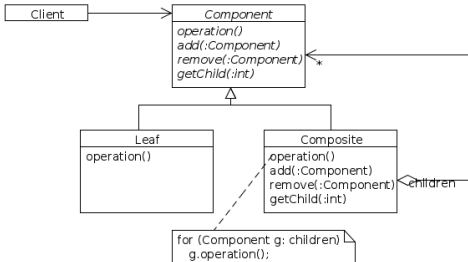 Client
Component
operation()
add(:Component)
remove(:Component)
getChild(:int)
*
Leaf
operation()
Composite
operation()
add(:Component)
remove(:Component)
getChild(:int)
children
for (Component g: children)
g.operation();